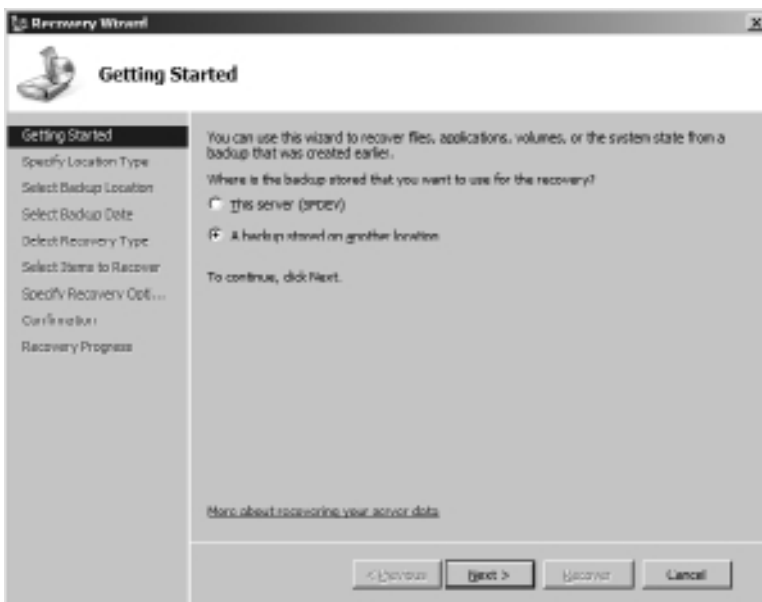 Recovery Wizard
Getting Started
Getting Started
Specify Location Type
Select Backup Location
Select Backup Date
Select Recovery Type
Select Items to Recover
Specify Recovery Opti...
Confirmation
Recovery Progress
You can use this wizard to recover files, applications, volumes, or the system state from a
backup that was created earlier.
Where is the backup stored that you want to use for the recovery?
This server (SPDEV)
A backup stored on another location
To continue, click Next.
More about recovering your server data
< Previous
Next >
Recover
Cancel